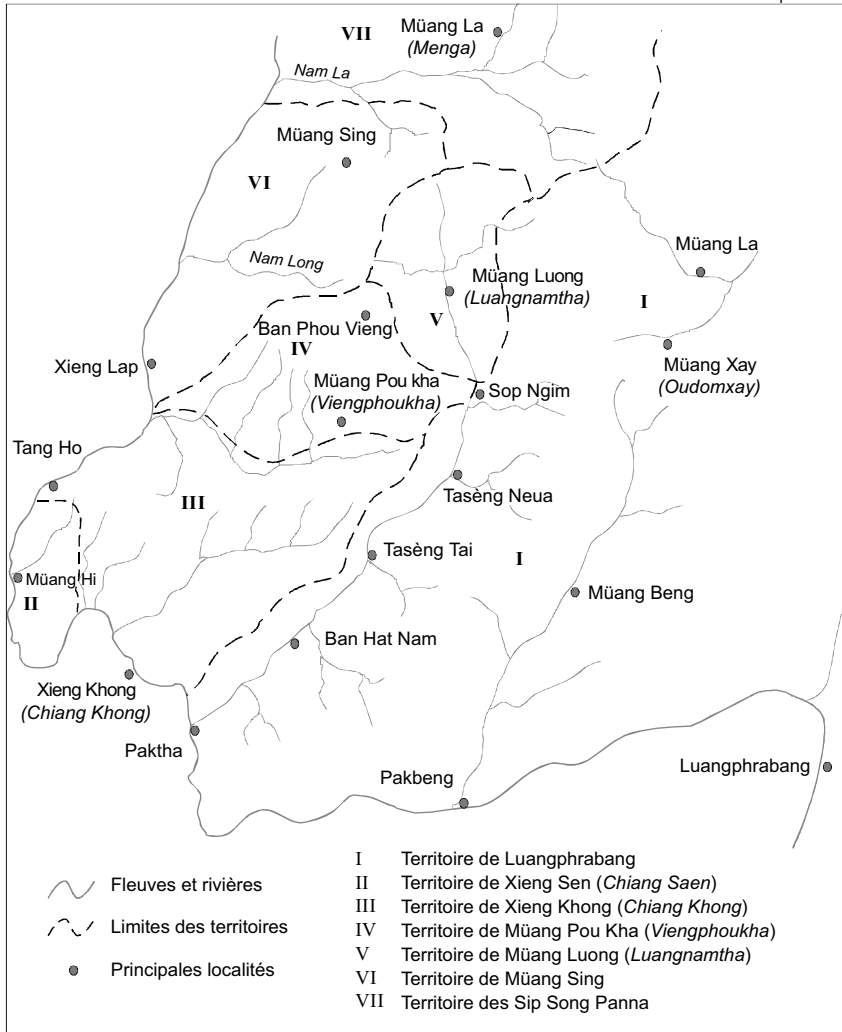 VII
Müang La
(Menga)
Nam La
Müang Sing
VI
Nam Long
Müang La
Müang Luong
(Luangnamtha)
I
V
Ban Phou Vieng
IV
Müang Xay
(Oudomxay)
Xieng Lap
Müang Pou kha
(Viengphoukha)
Sop Ngim
Tang Ho
III
Tasèng Neua
Tasèng Tai
I
Müang Hi
II
Müang Beng
Ban Hat Nam
Xieng Khong
(Chiang Khong)
Paktha
Luangphrabang
Pakbeng
Fleuves et rivières
Limites des territoires
Principales localités
I Territoire de Luangphrabang
II Territoire de Xieng Sen (Chiang Saen)
III Territoire de Xieng Khong (Chiang Khong)
IV Territoire de Müang Pou Kha (Viengphoukha)
V Territoire de Müang Luong (Luangnamtha)
VI Territoire de Müang Sing
VII Territoire des Sip Song Panna